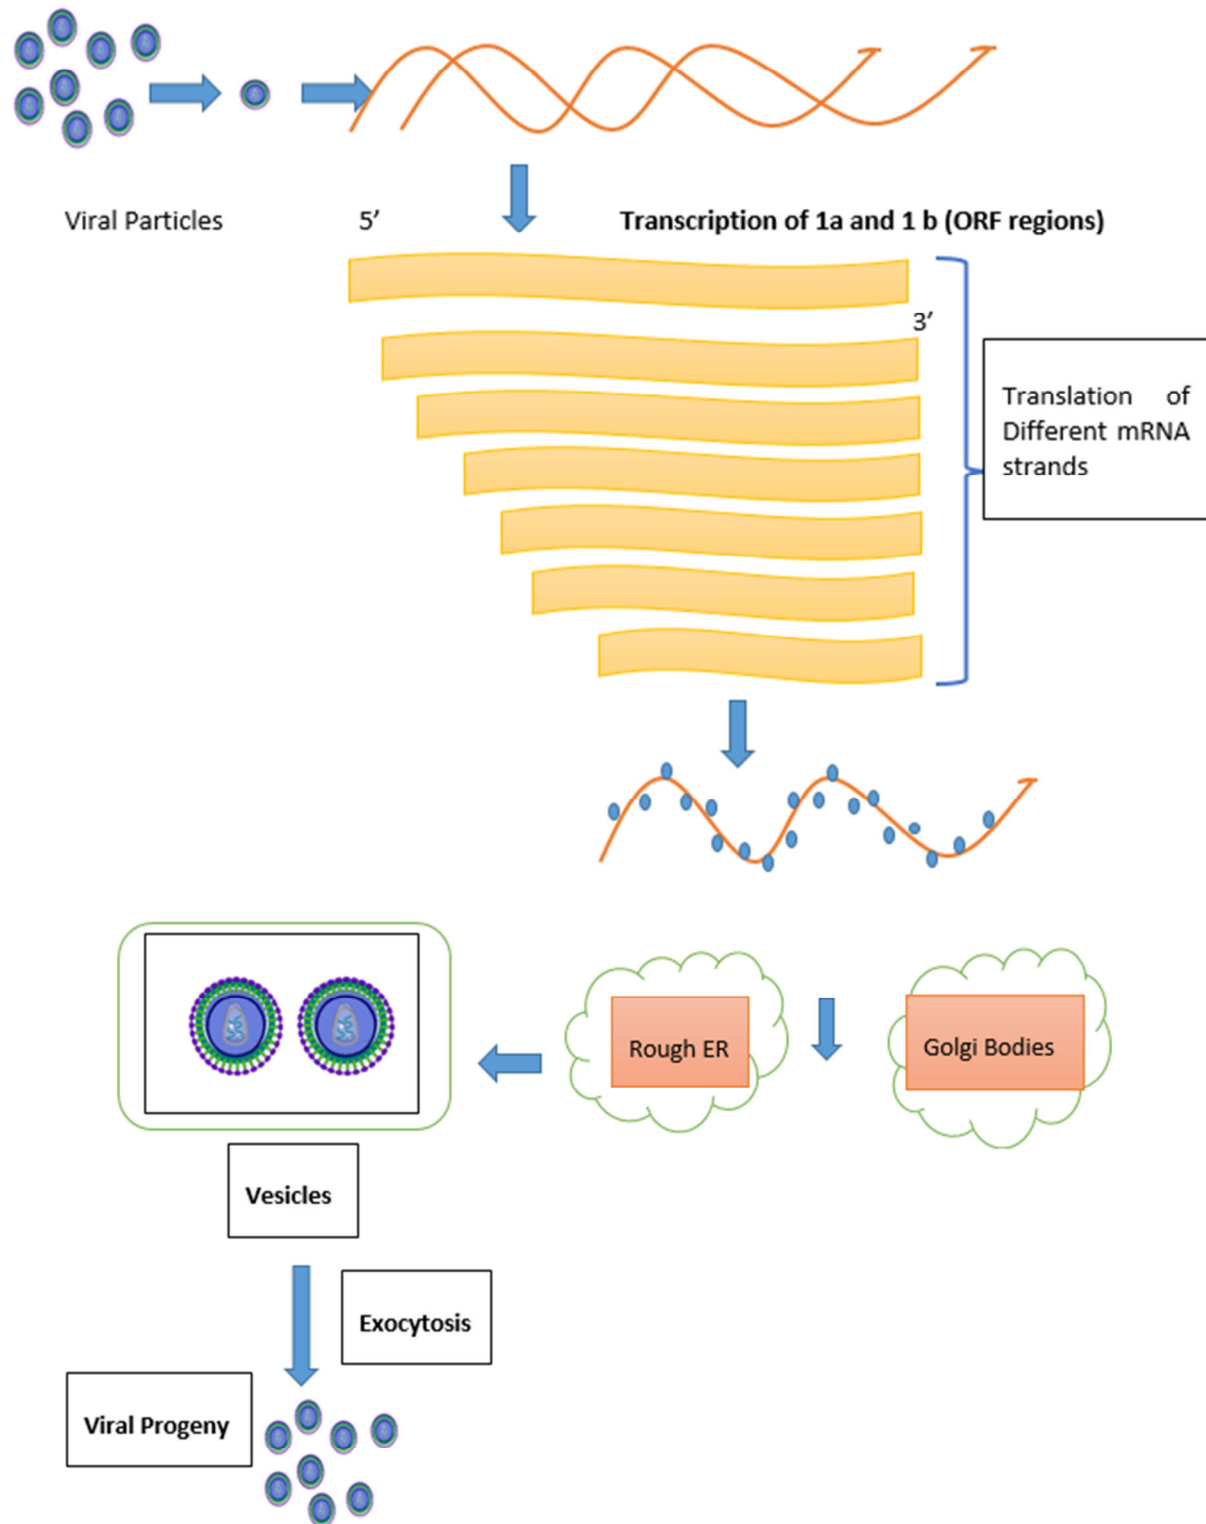 Viral Particles
5′
Transcription of 1a and 1 b (ORF regions)
3′
Translation of
Different mRNA
strands
Rough ER
Golgi Bodies
Vesicles
Exocytosis
Viral Progeny